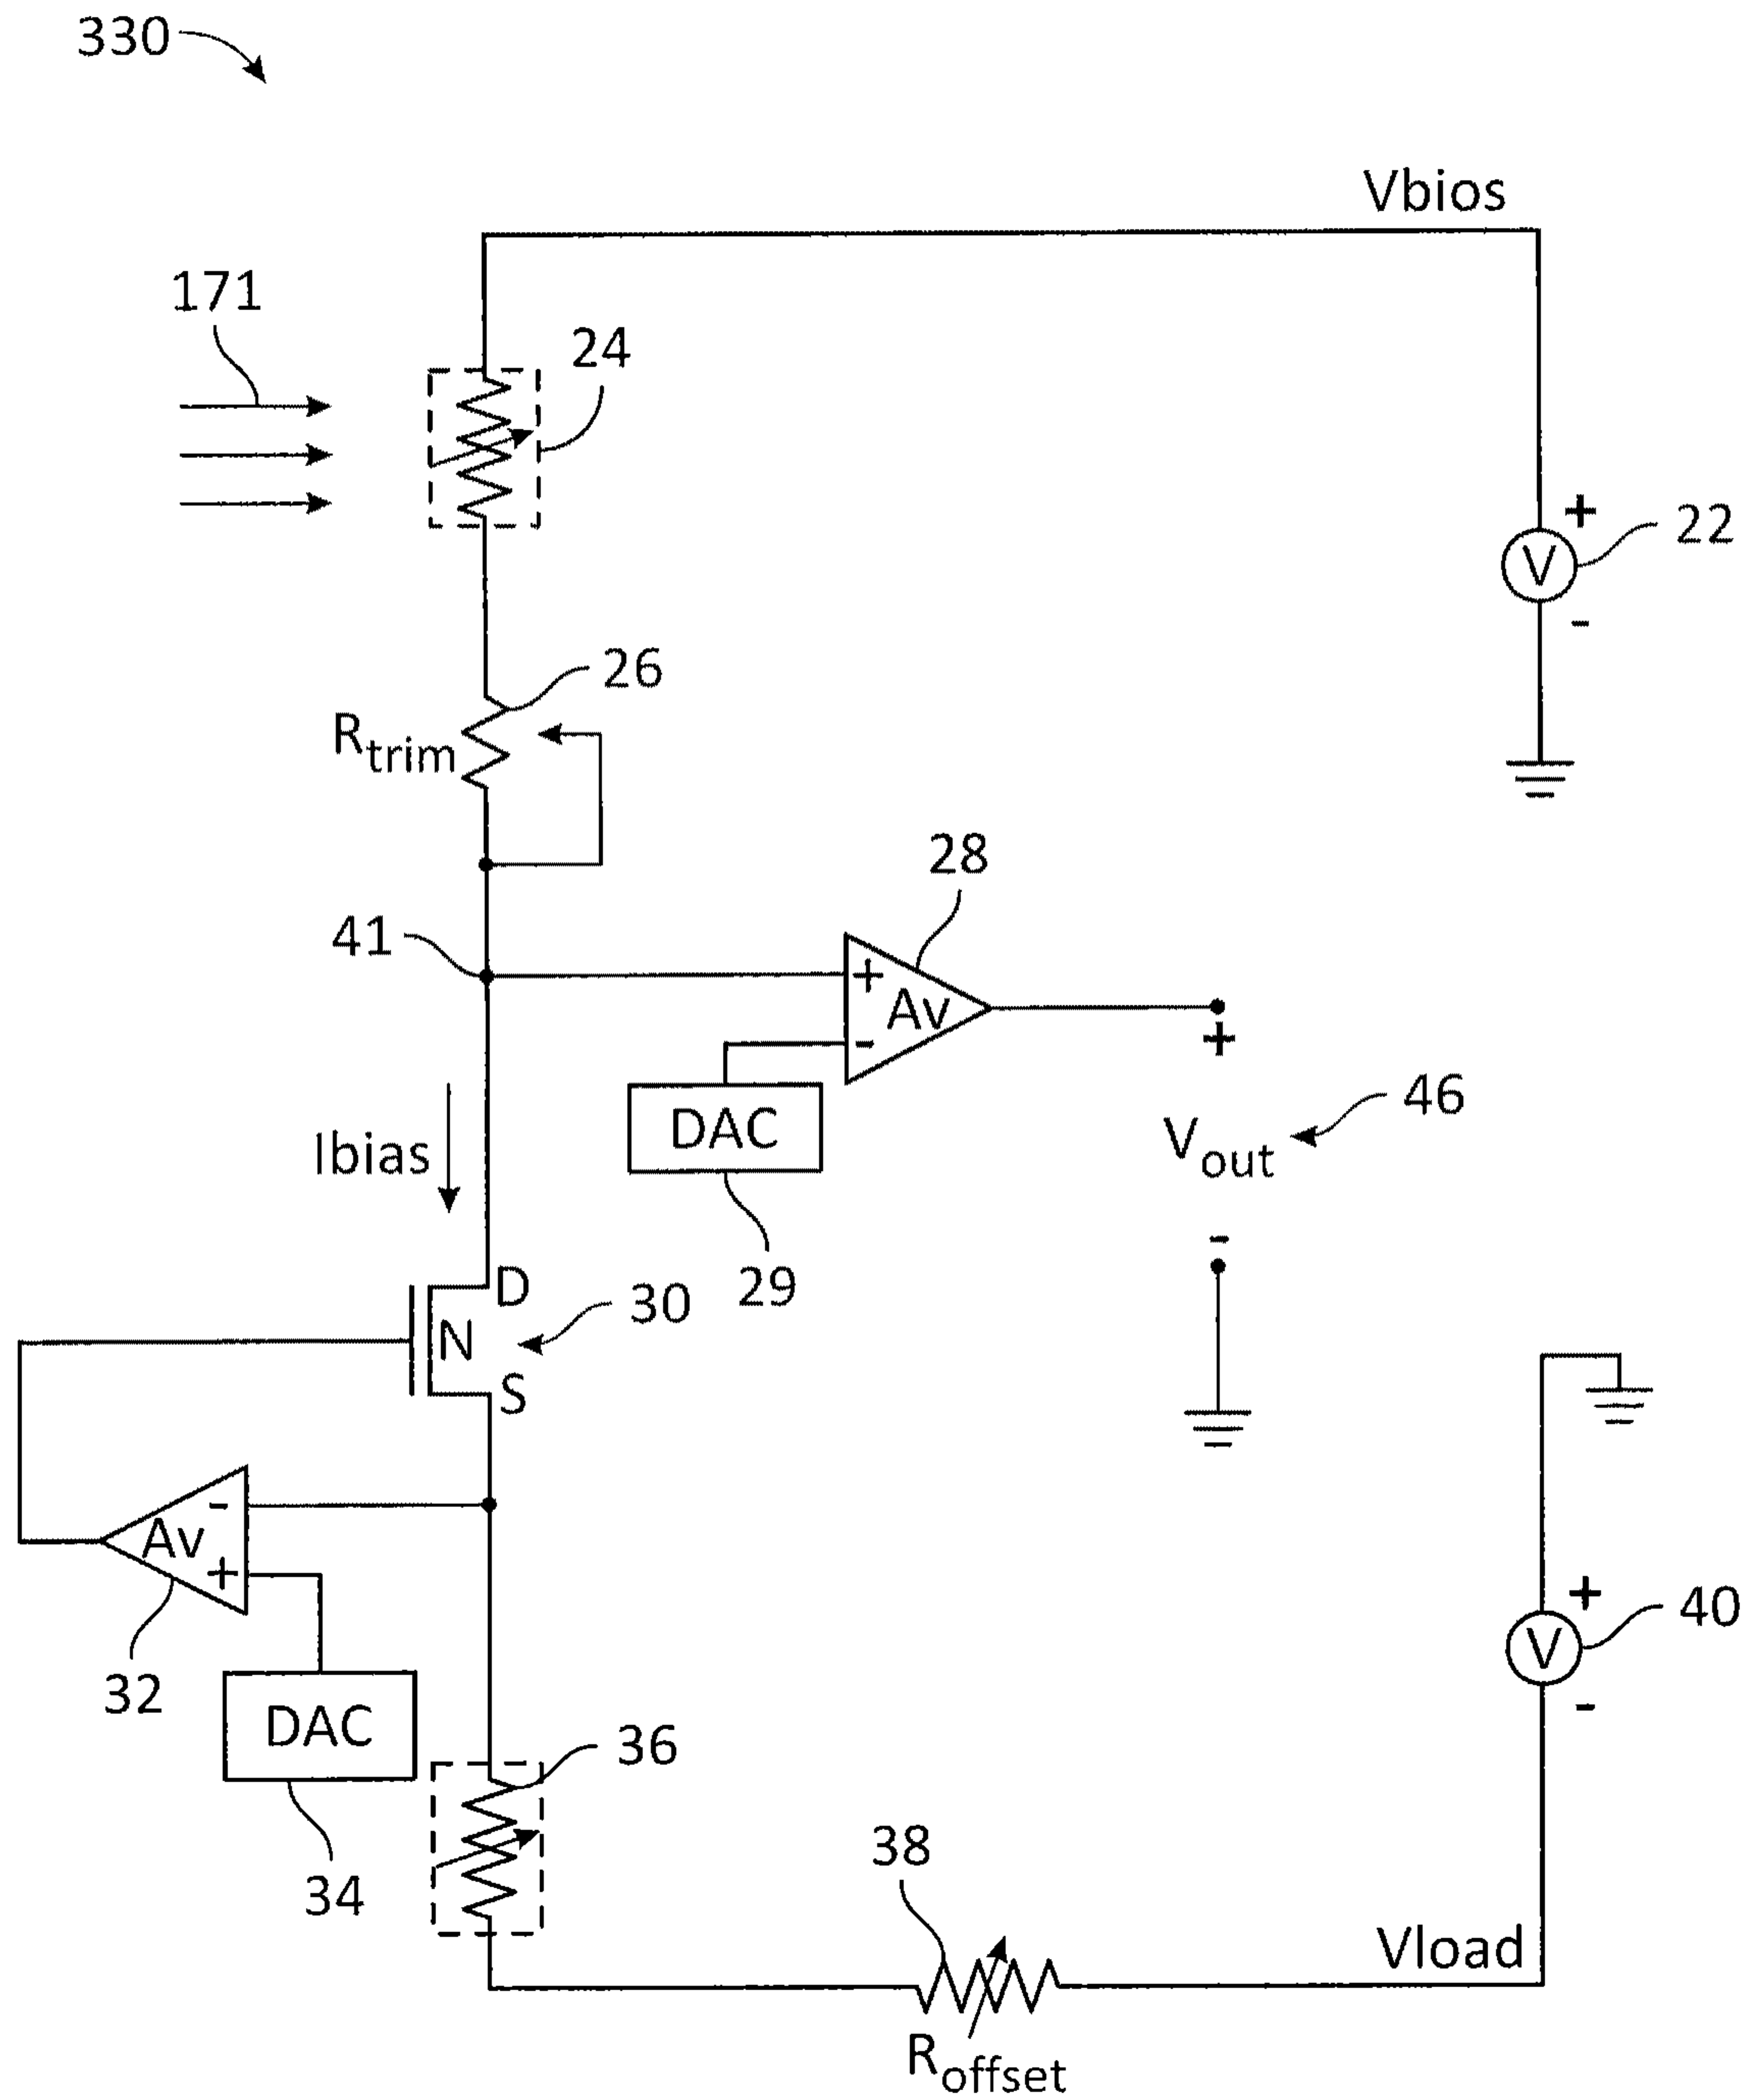 330
Vbios
171
24
+
22
V
-
26
Rtrim
28
41
+
Av
-
+
DAC
46
Vout
Ibias
-
29
D
30
N
S
-
Av
+
+
40
V
-
32
DAC
36
34
38
Vload
Roffset